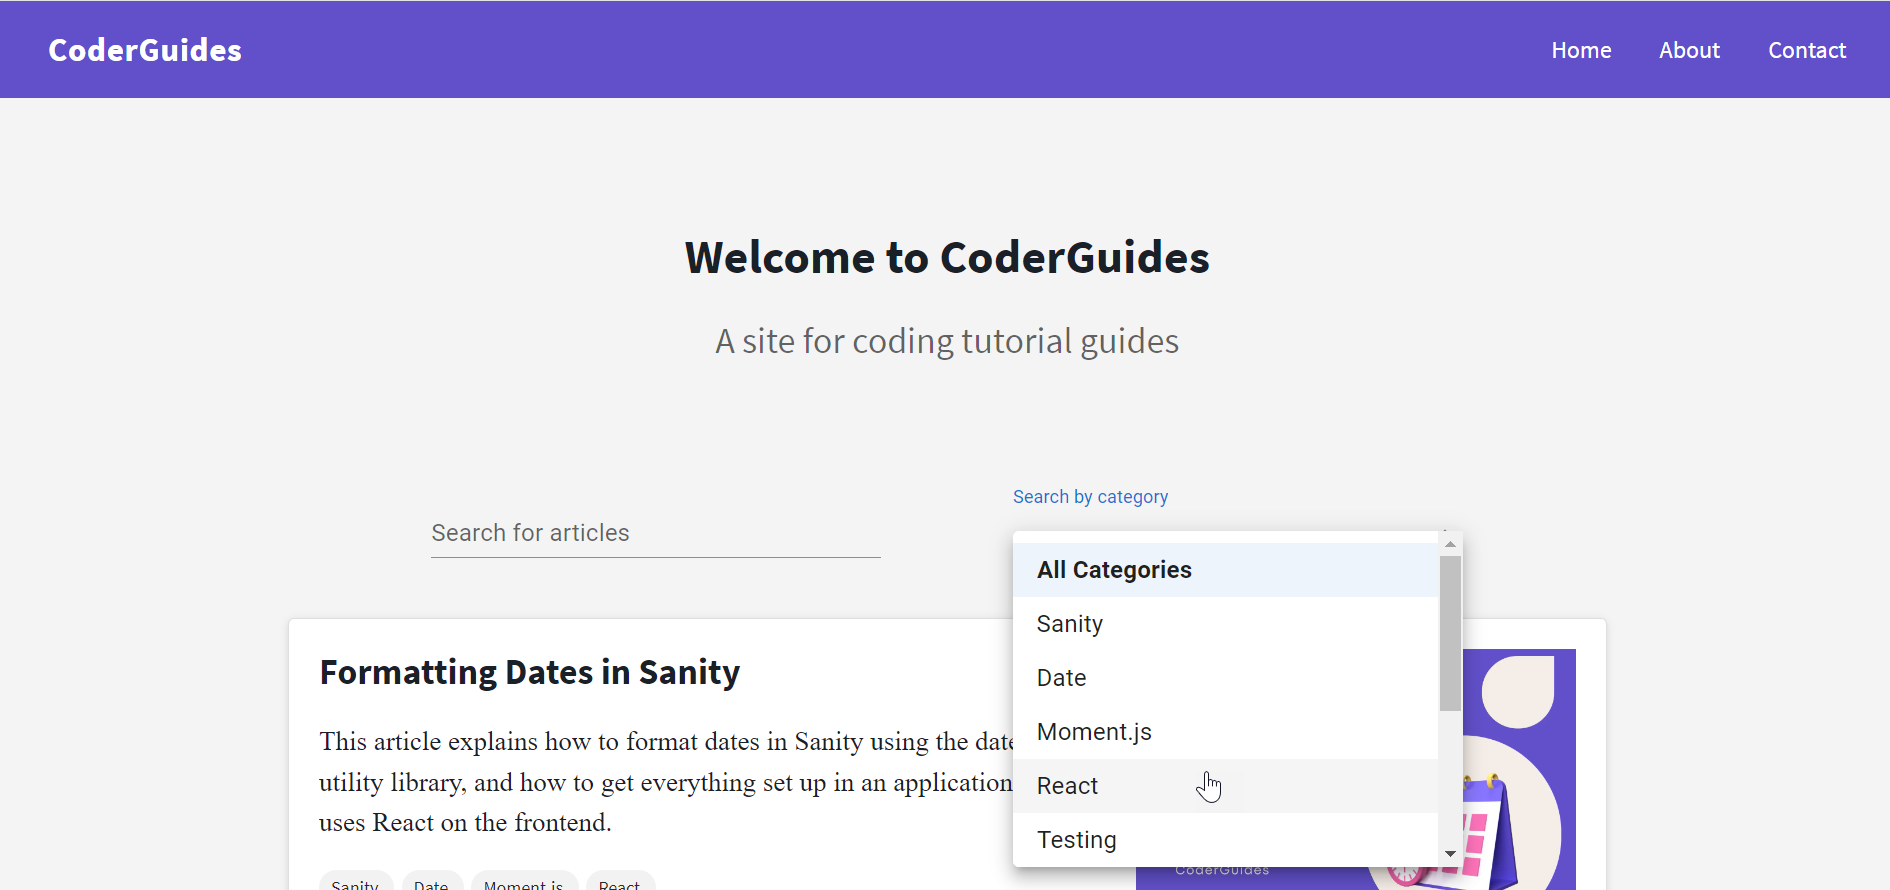 CoderGuides
Home
About
Contact
Welcome to CoderGuides
A site for coding tutorial guides
Search for articles
Search by category
All Categories
Sanity
Date
Moment.js
React
Testing
Formatting Dates in Sanity
This article explains how to format dates in Sanity using the date
utility library, and how to get everything set up in an application
uses React on the frontend.
Sanity
Date
Moment.js
React
CoderGuides